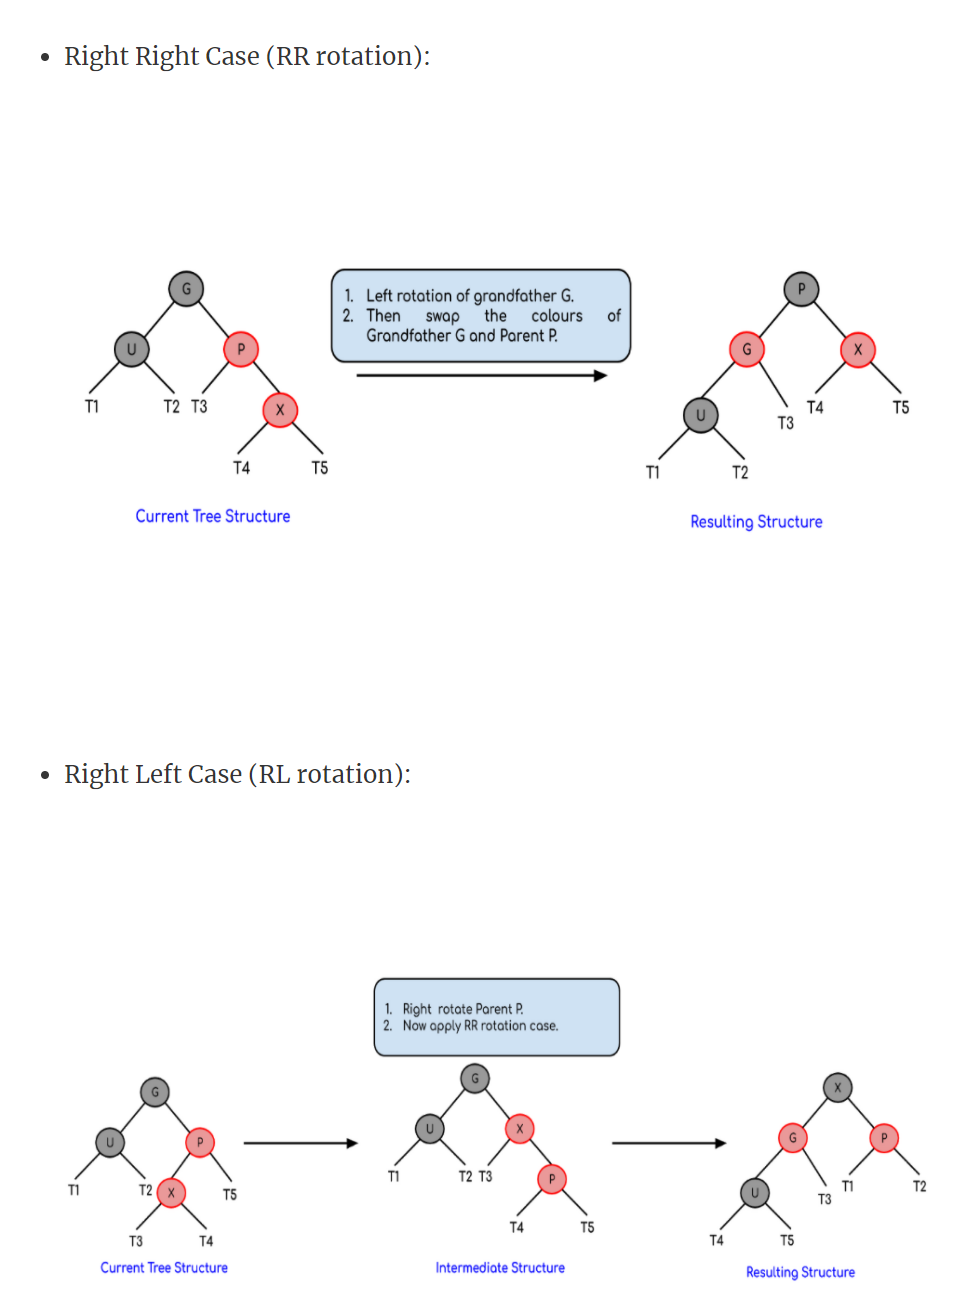 • Right Right Case (RR rotation):
G
1. Left rotation of grandfather G.
2. Then swap the colours of
Grandfather G and Parent P.
P
U
P
G
X
T1
T2
T3
X
U
T3
T4
T5
T4
T5
T1
T2
Current Tree Structure
Resulting Structure
• Right Left Case (RL rotation):
1. Right rotate Parent P.
2. Now apply RR rotation case.
G
U
P
T1
T2
X
T5
T3
T4
Current Tree Structure
G
U
X
T1
T2
T3
P
T4
T5
Intermediate Structure
X
G
P
U
T3
T1
T2
T4
T5
Resulting Structure